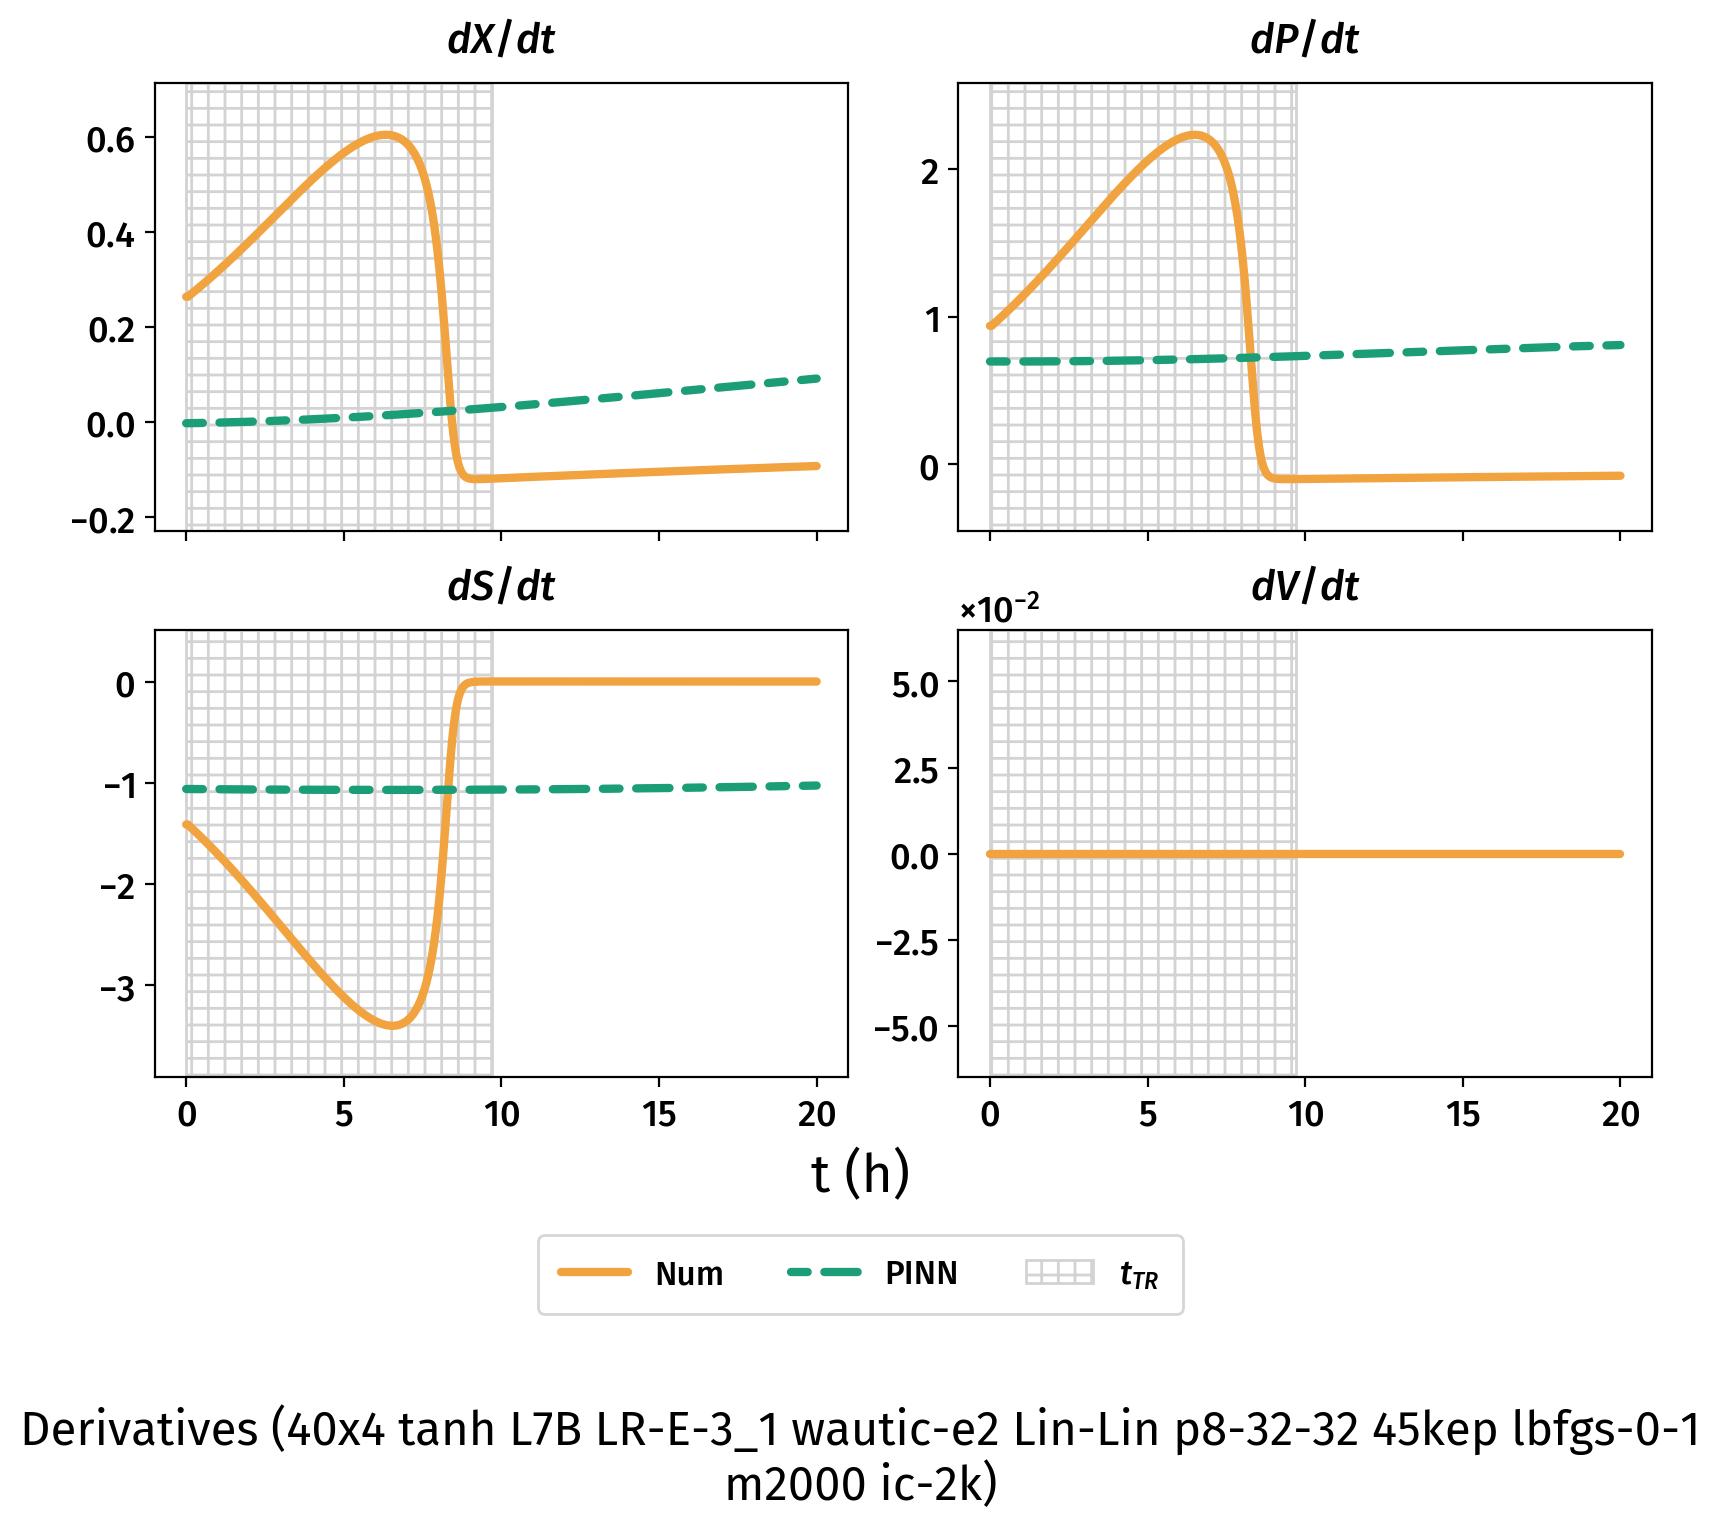 dX/dt
dP/dt
0.6
0.4
0.2
0.0
−0.2
2
1
0
dS/dt
dV/dt
×10⁻²
0
−1
−2
−3
5.0
2.5
0.0
−2.5
−5.0
0 5 10 15 20
0 5 10 15 20
t (h)
Num PINN t_TR
Derivatives (40x4 tanh L7B LR-E-3_1 wautic-e2 Lin-Lin p8-32-32 45kep lbfgs-0-1
m2000 ic-2k)